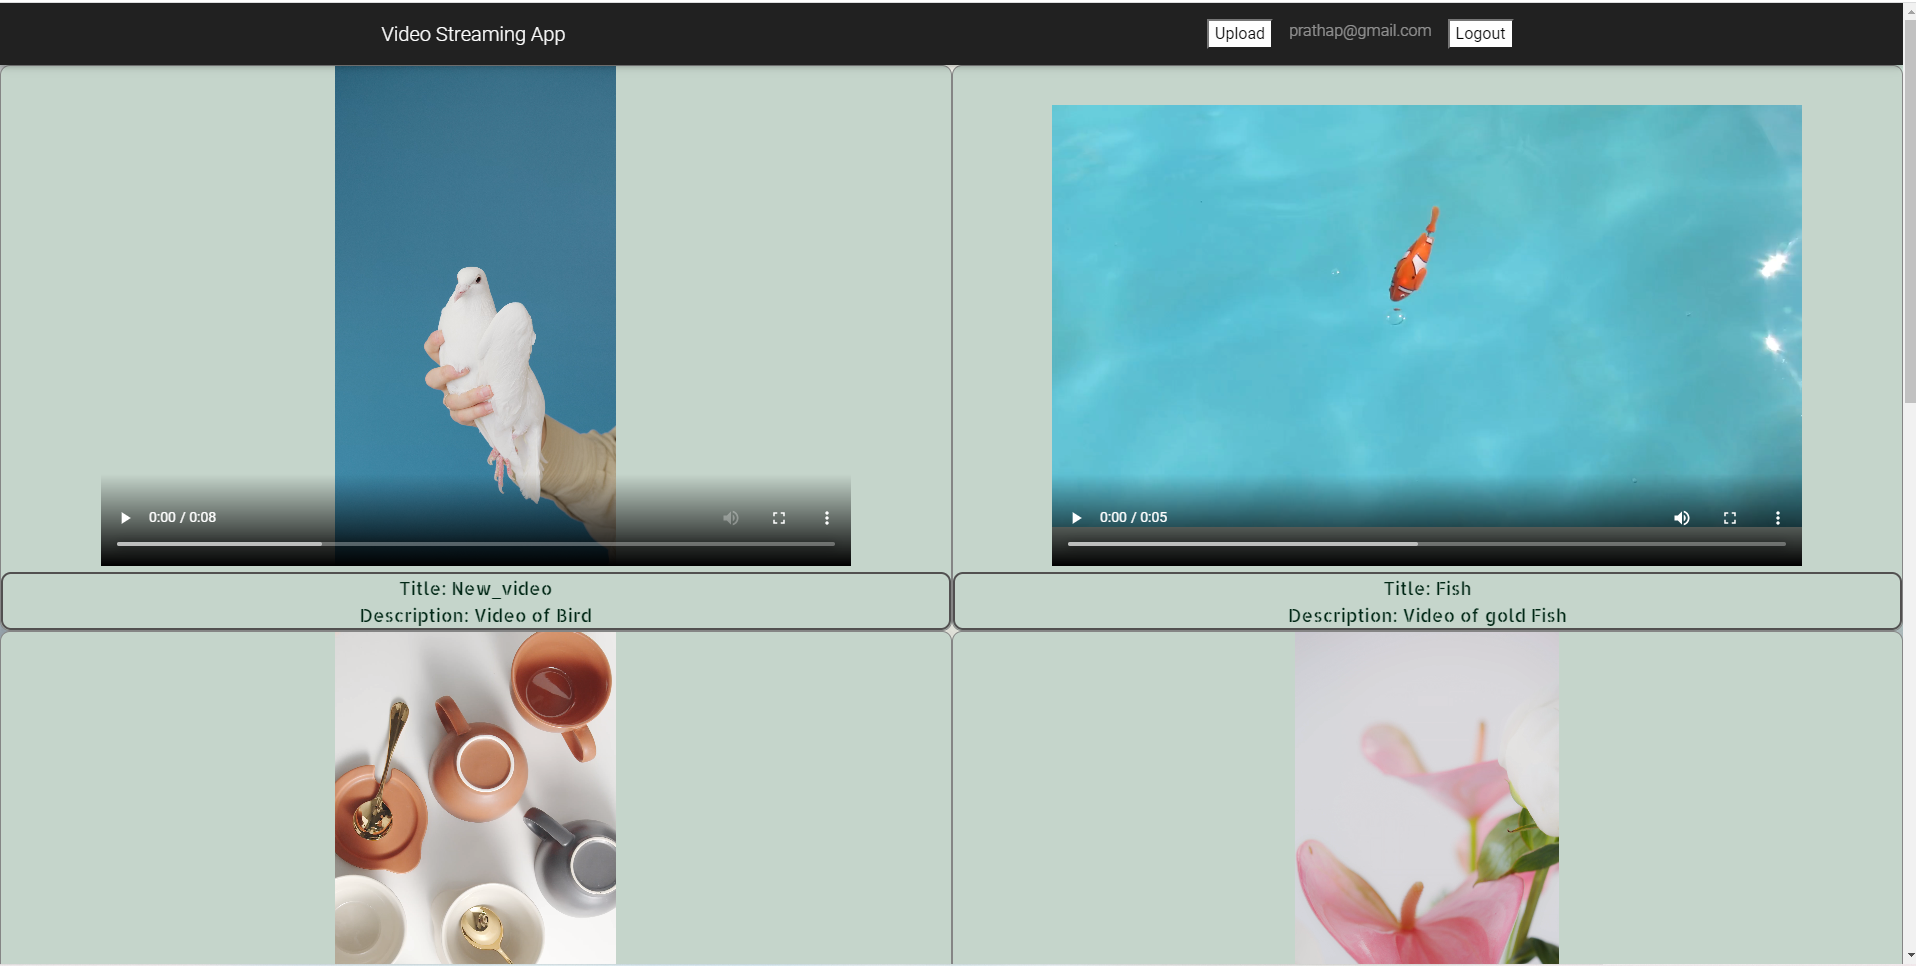 Video Streaming App
Upload
prathap@gmail.com
Logout
0:00 / 0:08
0:00 / 0:05
Title: New_video
Description: Video of Bird
Title: Fish
Description: Video of gold Fish